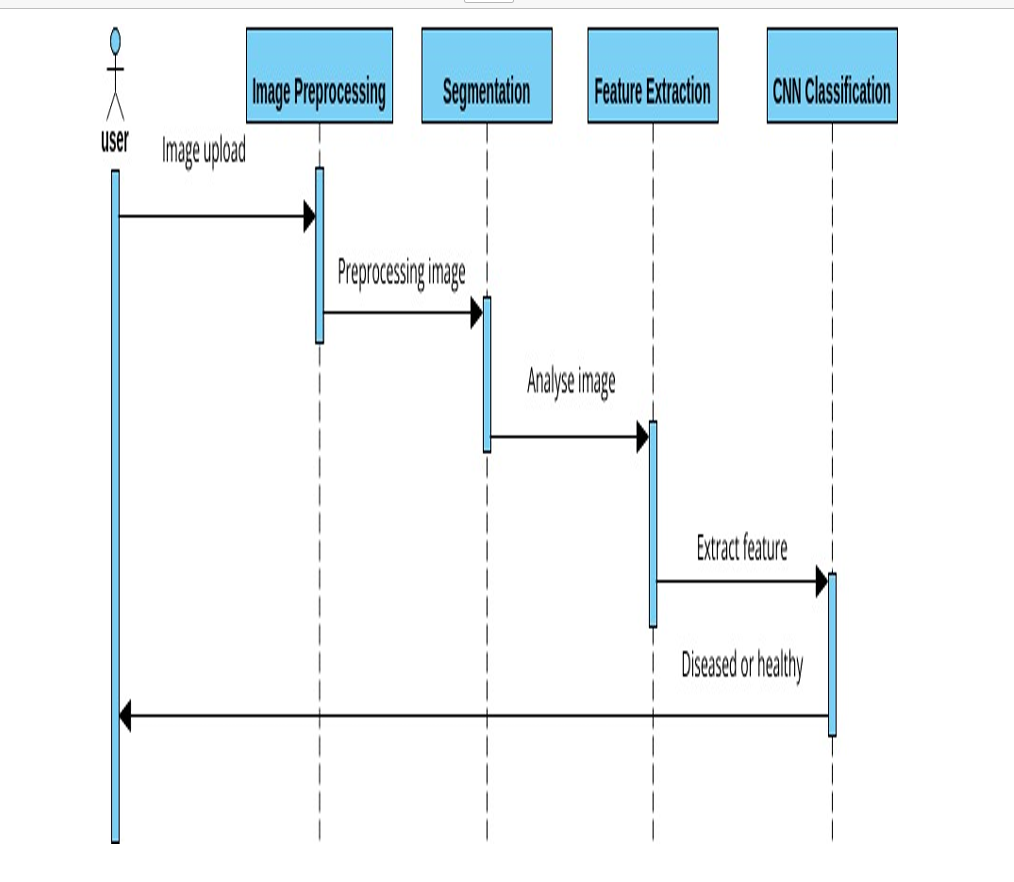 Image Preprocessing
Segmentation
Feature Extraction
CNN Classification
user
Image upload
Preprocessing image
Analyse image
Extract feature
Diseased or healthy